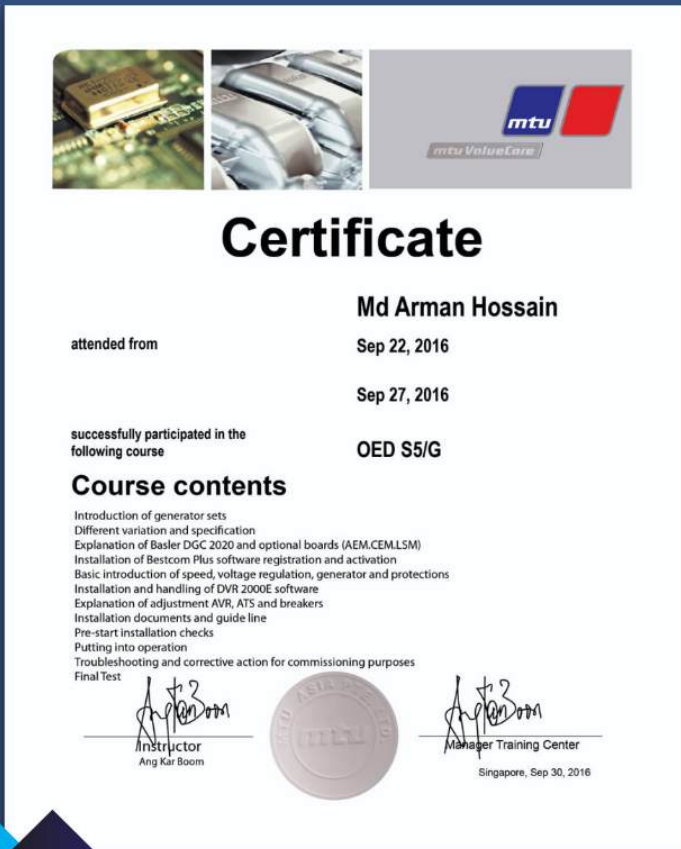 mtu
mtu ValueCare
Certificate
Md Arman Hossain
attended from
Sep 22, 2016
Sep 27, 2016
successfully participated in the
following course
OED S5/G
Course contents
Introduction of generator sets
Different variation and specification
Explanation of Basler DGC 2020 and optional boards (AEM.CEM.LSM)
Installation of Bestcom Plus software registration and activation
Basic introduction of speed, voltage regulation, generator and protections
Installation and handling of DVR 2000E software
Explanation of adjustment AVR, ATS and breakers
Installation documents and guide line
Pre-start installation checks
Putting into operation
Troubleshooting and corrective action for commissioning purposes
Final Test
MTU ASIA PTE LTD
mtu
Instructor
Ang Kar Boom
Manager Training Center
Singapore, Sep 30, 2016